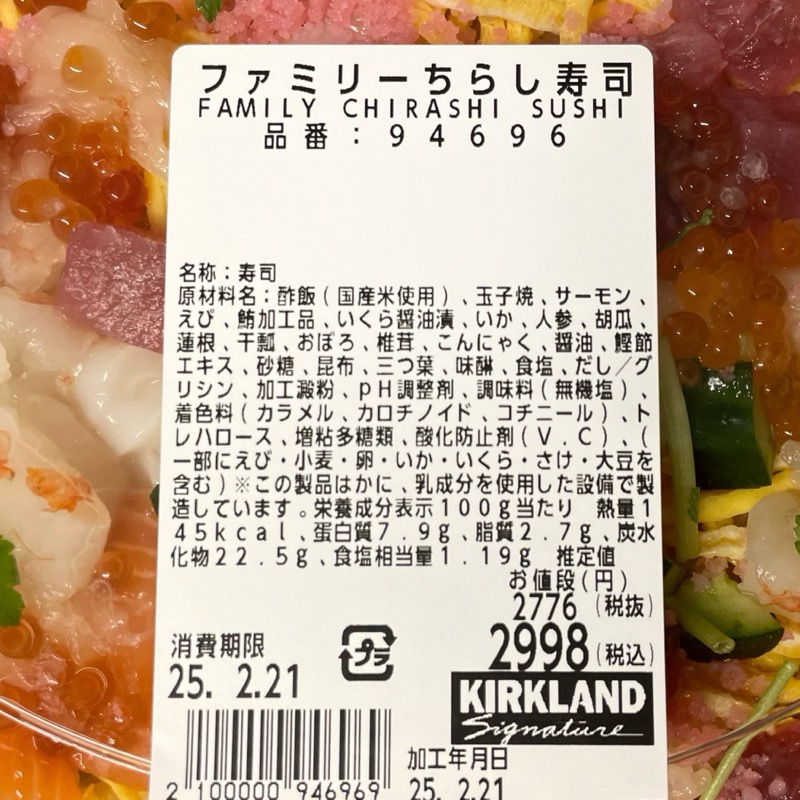 ファミリーちらし寿司
FAMILY CHIRASHI SUSHI
品番：94696
名称：寿司
原材料名：酢飯(国産米使用)、玉子焼、サーモン、
えび、鮪加工品、いくら醤油漬、いか、人参、胡瓜、
蓮根、干瓢、おぼろ、椎茸、こんにゃく、醤油、鰹節
エキス、砂糖、昆布、三つ葉、味醂、食塩、だし／グ
リシン、加工澱粉、pH調整剤、調味料(無機塩)、
着色料(カラメル、カロチノイド、コチニール)、ト
レハロース、増粘多糖類、酸化防止剤(V.C)、(
一部にえび・小麦・卵・いか・いくら・さけ・大豆を
含む)※この製品はかに、乳成分を使用した設備で製
造しています。栄養成分表示100g当たり　熱量1
45kcal、蛋白質7.9g、脂質2.7g、炭水
化物22.5g、食塩相当量1.19g　推定値
お値段(円)
2776 (税抜)
2998 (税込)
消費期限
25. 2.21
プラ
KIRKLAND
Signature
加工年月日
25. 2.21
2 100000 946969